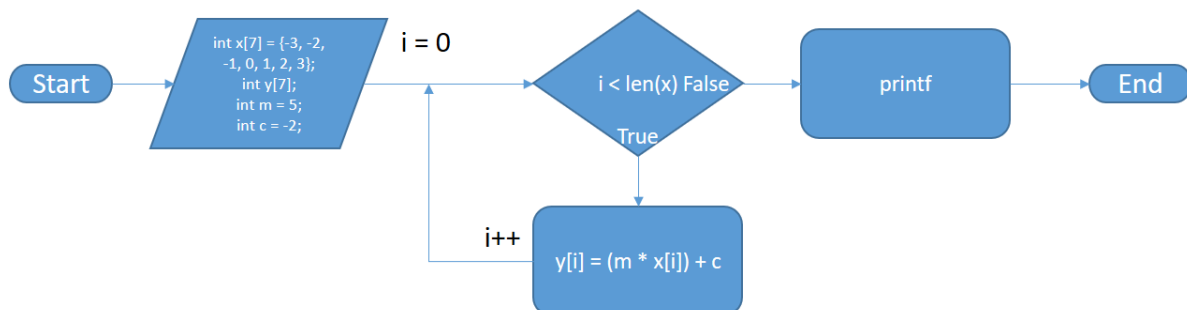 Start
int x[7] = {-3, -2,
-1, 0, 1, 2, 3};
int y[7];
int m = 5;
int c = -2;
i = 0
i < len(x) False
True
printf
End
i++
y[i] = (m * x[i]) + c